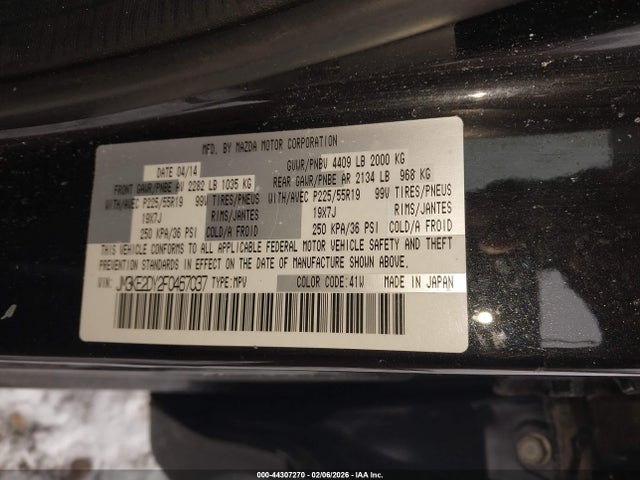 MFD. BY MAZDA MOTOR CORPORATION
DATE 04/14 GVWR/PNBV 4409 LB 2000 KG
FRONT GAWR/PNBE AV 2282 LB 1035 KG REAR GAWR/PNBE AR 2134 LB 968 KG
WITH/AVEC P225/55R19 99V TIRES/PNEUS WITH/AVEC P225/55R19 99V TIRES/PNEUS
19X7J RIMS/JANTES 19X7J RIMS/JANTES
250 KPA/36 PSI COLD/A FROID 250 KPA/36 PSI COLD/A FROID
THIS VEHICLE CONFORMS TO ALL APPLICABLE FEDERAL MOTOR VEHICLE SAFETY AND THEFT
PREVENTION STANDARDS IN EFFECT ON THE DATE OF MANUFACTURE SHOWN ABOVE.
VIN: JM3KE2DY2F0467037 TYPE:MPV COLOR CODE:41W MADE IN JAPAN
000-44307270 - 02/06/2026 - IAA Inc.